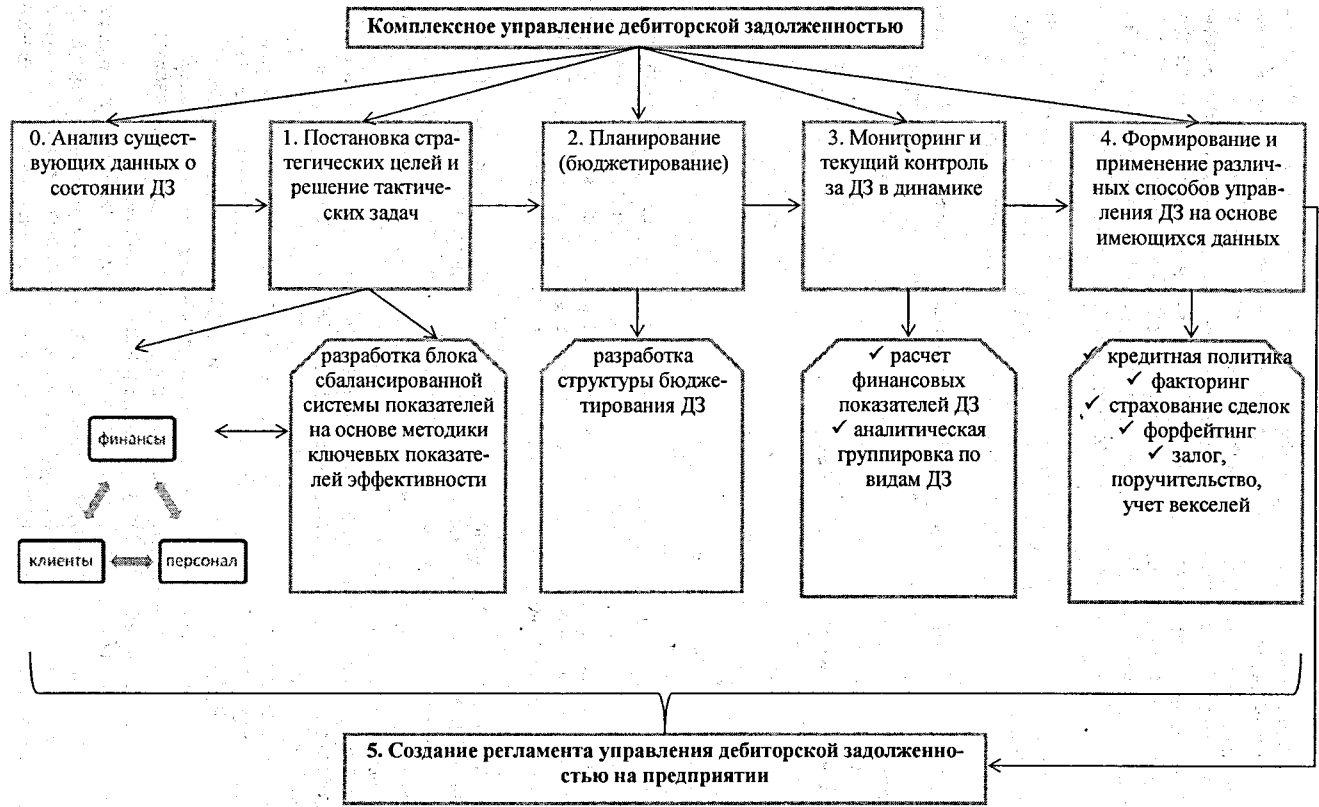 Комплексное управление дебиторской задолженностью
0. Анализ сущест-
вующих данных о
состоянии ДЗ
1. Постановка стра-
тегических целей и
решение тактиче-
ских задач
2. Планирование
(бюджетирование)
3. Мониторинг и
текущий контроль
за ДЗ в динамике
4. Формирование и
применение различ-
ных способов управ-
ления ДЗ на основе
имеющихся данных
финансы
клиенты
персонал
разработка блока
сбалансированной
системы показателей
на основе методики
ключевых показате-
лей эффективности
разработка
структуры бюдже-
тирования ДЗ
✓ расчет
финансовых
показателей ДЗ
✓ аналитическая
группировка по
видам ДЗ
✓ кредитная политика
✓ факторинг
✓ страхование сделок
✓ форфейтинг
✓ залог,
поручительство,
учет векселей
5. Создание регламента управления дебиторской задолженно-
стью на предприятии